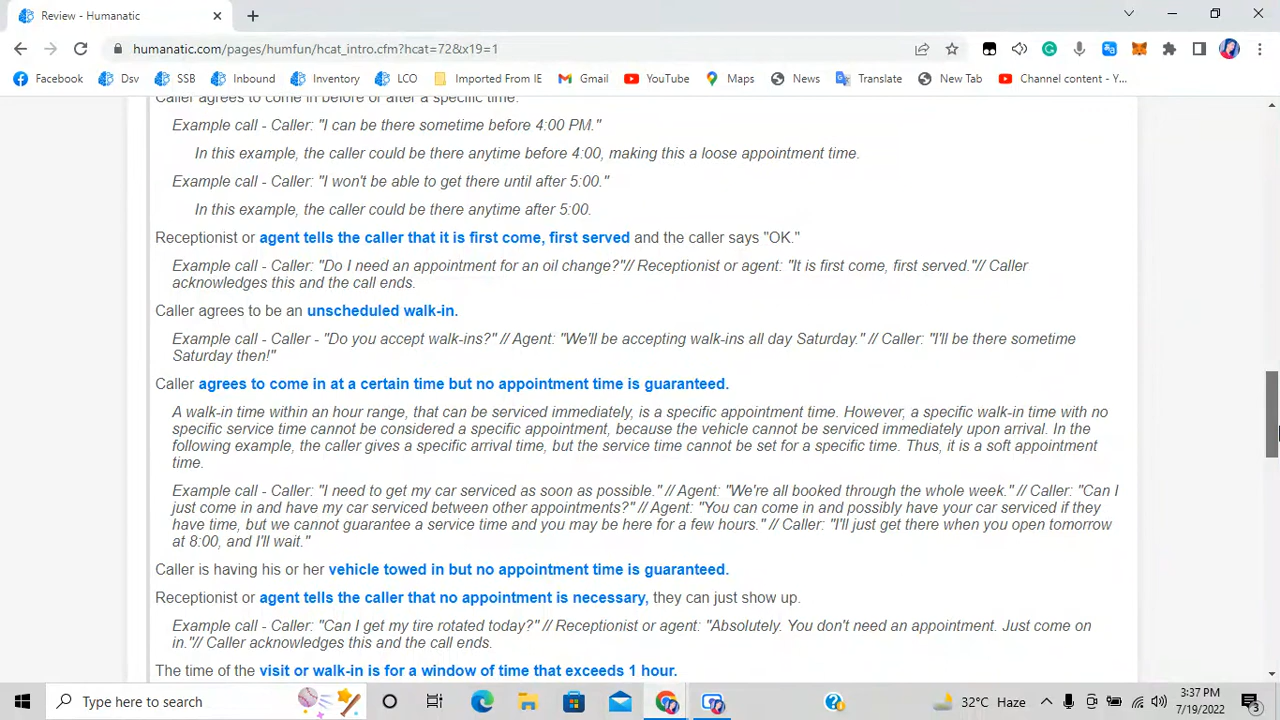 Review - Humanatic
humanatic.com/pages/humfun/hcat_intro.cfm?hcat=72&x19=1
Facebook Dsv SSB Inbound Inventory LCO Imported From IE Gmail YouTube Maps News Translate New Tab Channel content - Y...
Caller agrees to come in before or after a specific time.
Example call - Caller: "I can be there sometime before 4:00 PM."
In this example, the caller could be there anytime before 4:00, making this a loose appointment time.
Example call - Caller: "I won't be able to get there until after 5:00."
In this example, the caller could be there anytime after 5:00.
Receptionist or agent tells the caller that it is first come, first served and the caller says "OK."
Example call - Caller: "Do I need an appointment for an oil change?"// Receptionist or agent: "It is first come, first served."// Caller
acknowledges this and the call ends.
Caller agrees to be an unscheduled walk-in.
Example call - Caller - "Do you accept walk-ins?" // Agent: "We'll be accepting walk-ins all day Saturday." // Caller: "I'll be there sometime
Saturday then!"
Caller agrees to come in at a certain time but no appointment time is guaranteed.
A walk-in time within an hour range, that can be serviced immediately, is a specific appointment time. However, a specific walk-in time with no
specific service time cannot be considered a specific appointment, because the vehicle cannot be serviced immediately upon arrival. In the
following example, the caller gives a specific arrival time, but the service time cannot be set for a specific time. Thus, it is a soft appointment
time.
Example call - Caller: "I need to get my car serviced as soon as possible." // Agent: "We're all booked through the whole week." // Caller: "Can I
just come in and have my car serviced between other appointments?" // Agent: "You can come in and possibly have your car serviced if they
have time, but we cannot guarantee a service time and you may be here for a few hours." // Caller: "I'll just get there when you open tomorrow
at 8:00, and I'll wait."
Caller is having his or her vehicle towed in but no appointment time is guaranteed.
Receptionist or agent tells the caller that no appointment is necessary, they can just show up.
Example call - Caller: "Can I get my tire rotated today?" // Receptionist or agent: "Absolutely. You don't need an appointment. Just come on
in."// Caller acknowledges this and the call ends.
The time of the visit or walk-in is for a window of time that exceeds 1 hour.
Type here to search
32°C Haze
3:37 PM
7/19/2022
3